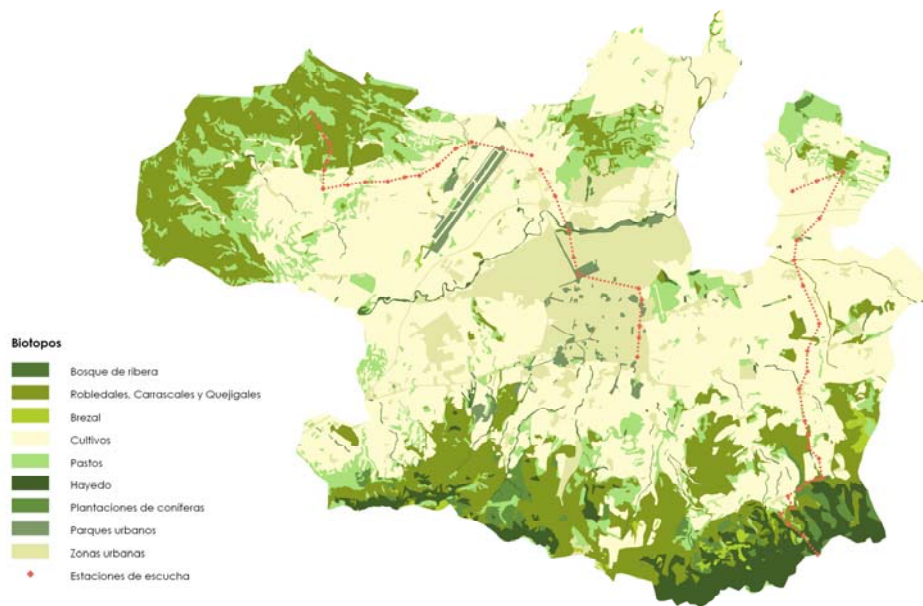 Biotopos
Bosque de ribera
Robledales, Carrascales y Quejigales
Brezal
Cultivos
Pastos
Hayedo
Plantaciones de coníferas
Parques urbanos
Zonas urbanas
Estaciones de escucha